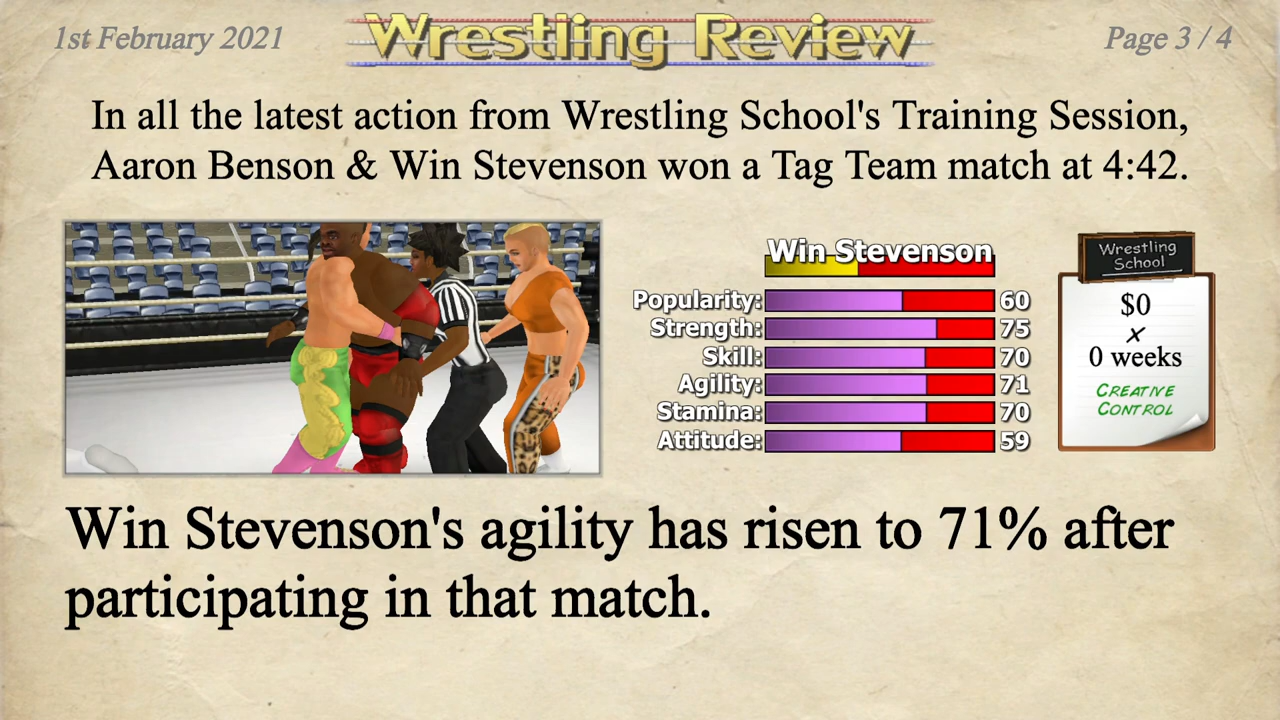 1st February 2021
Wrestling Review
Page 3 / 4
In all the latest action from Wrestling School's Training Session,
Aaron Benson & Win Stevenson won a Tag Team match at 4:42.
Win Stevenson
Popularity: 60
Strength: 75
Skill: 70
Agility: 71
Stamina: 70
Attitude: 59
Wrestling
School
$0
x
0 weeks
CREATIVE
CONTROL
Win Stevenson's agility has risen to 71% after
participating in that match.